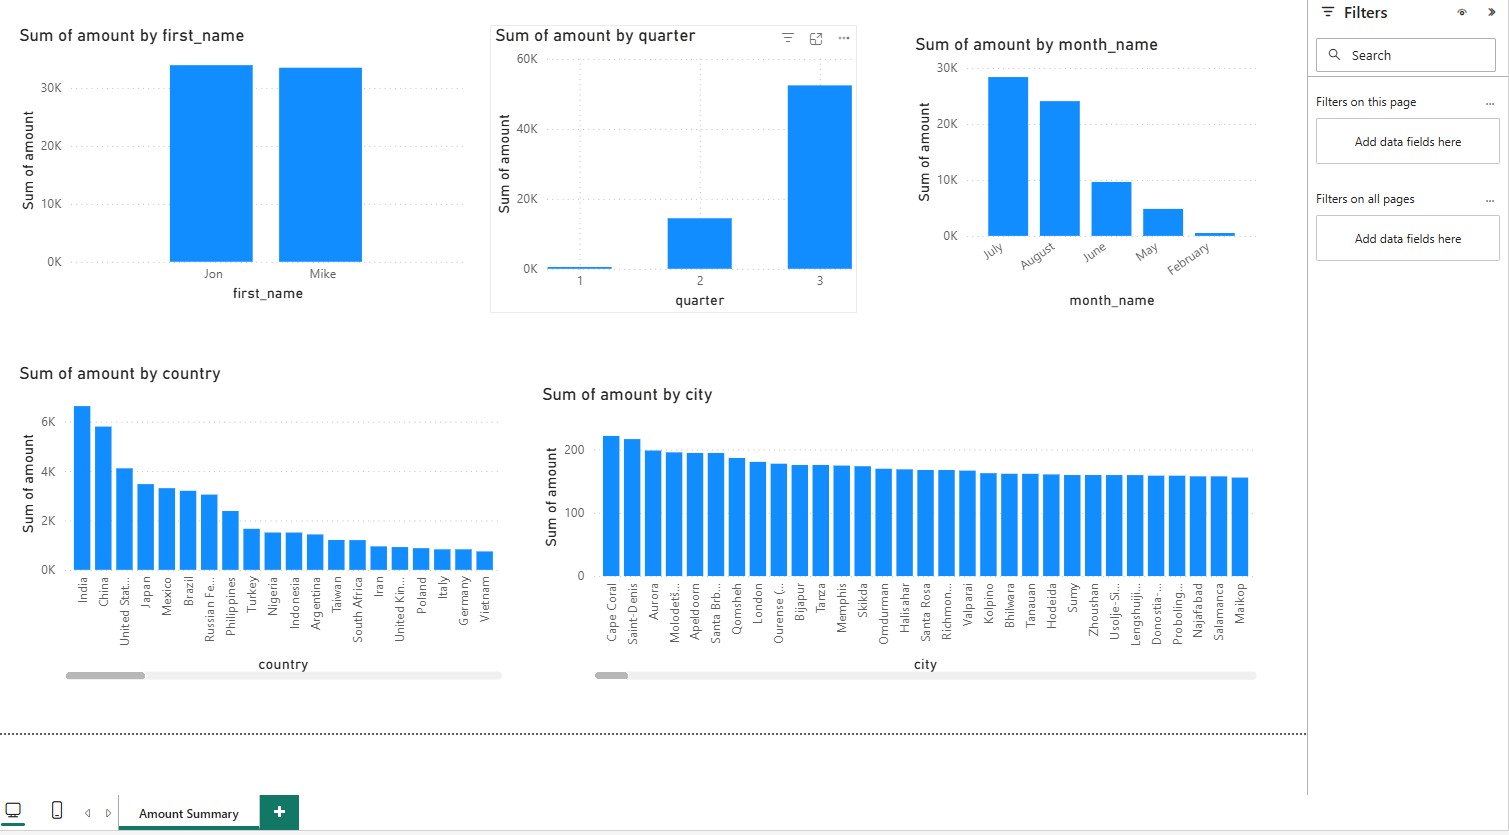 Sum of amount by first_name
Sum of amount
30K
20K
10K
0K
Jon Mike
first_name
Sum of amount by quarter
Sum of amount
60K
40K
20K
0K
1 2 3
quarter
Sum of amount by month_name
Sum of amount
30K
20K
10K
0K
July August June May February
month_name
Sum of amount by country
Sum of amount
6K
4K
2K
0K
India China United Stat... Japan Mexico Brazil Russian Fe... Philippines Turkey Nigeria Indonesia Argentina Taiwan South Africa Iran United Kin... Poland Italy Germany Vietnam
country
Sum of amount by city
Sum of amount
200
100
0
Cape Coral Saint-Denis Aurora Molodetš... Apeldoorn Santa Brb... Qomsheh London Ourense (... Bijapur Tanza Memphis Skikda Omdurman Halisahar Santa Rosa Richmon... Valparai Kolpino Bhilwara Tanauan Hodeida Sumy Zhoushan Usolje-Si... Lengshuiji... Donostia-... Proboling... Najafabad Salamanca Maikop
city
Filters
Search
Filters on this page
Add data fields here
Filters on all pages
Add data fields here
Amount Summary